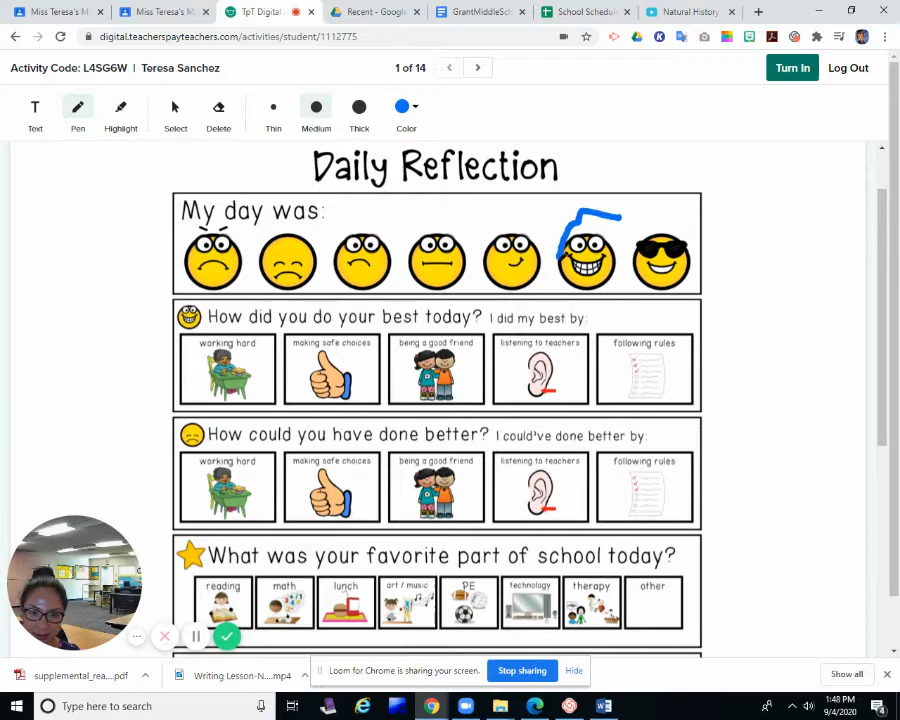 Miss Teresa's M
Miss Teresa's M
TpT Digital
Recent - Google
GrantMiddleSch
School Schedule
Natural History
digital.teacherspayteachers.com/activities/student/1112775
Activity Code: L4SG6W | Teresa Sanchez
1 of 14
Turn In
Log Out
Text
Pen
Highlight
Select
Delete
Thin
Medium
Thick
Color
Daily Reflection
My day was:
How did you do your best today? I did my best by:
working hard
making safe choices
being a good friend
listening to teachers
following rules
How could you have done better? I could've done better by:
working hard
making safe choices
being a good friend
listening to teachers
following rules
What was your favorite part of school today?
reading
math
lunch
art / music
PE
technology
therapy
other
Loom for Chrome is sharing your screen.
Stop sharing
Hide
supplemental_rea....pdf
Writing Lesson-N....mp4
Show all
Type here to search
1:48 PM
9/4/2020
4